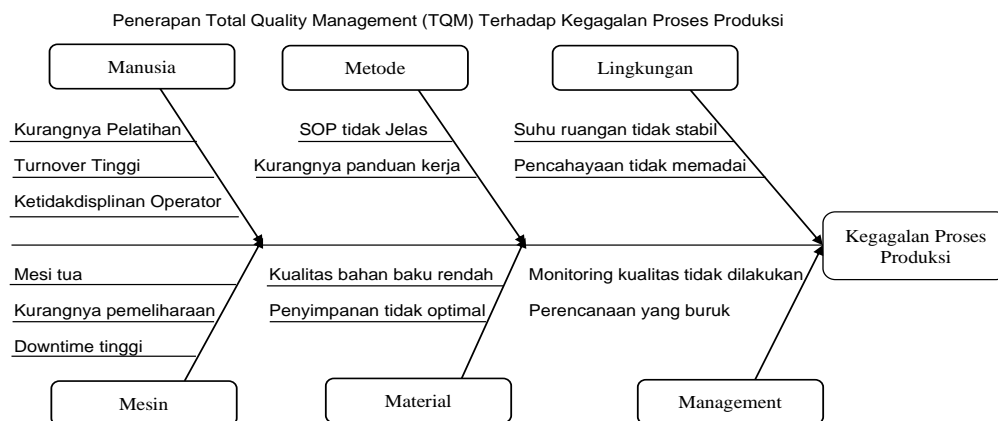 Penerapan Total Quality Management (TQM) Terhadap Kegagalan Proses Produksi
Manusia
Metode
Lingkungan
Kurangnya Pelatihan
Turnover Tinggi
Ketidakdisplinan Operator
SOP tidak Jelas
Kurangnya panduan kerja
Suhu ruangan tidak stabil
Pencahayaan tidak memadai
Kegagalan Proses
Produksi
Mesi tua
Kurangnya pemeliharaan
Downtime tinggi
Kualitas bahan baku rendah
Penyimpanan tidak optimal
Monitoring kualitas tidak dilakukan
Perencanaan yang buruk
Mesin
Material
Management